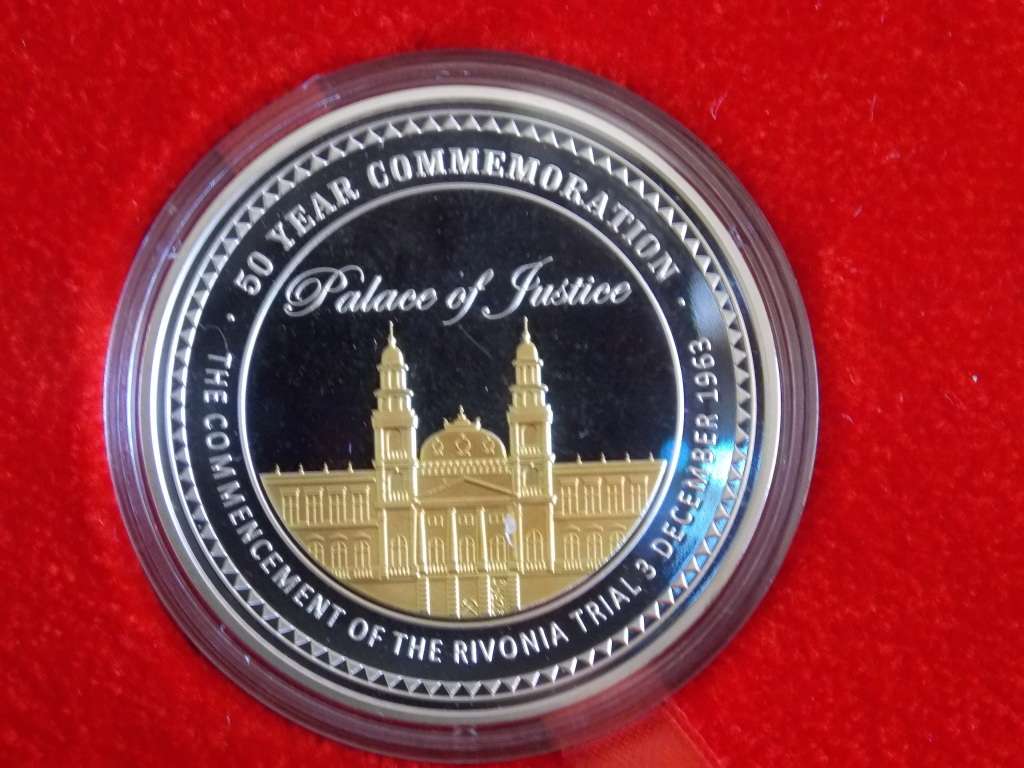 50 YEAR COMMEMORATION
Palace of Justice
THE COMMENCEMENT OF THE RIVONIA TRIAL 3 DECEMBER 1963